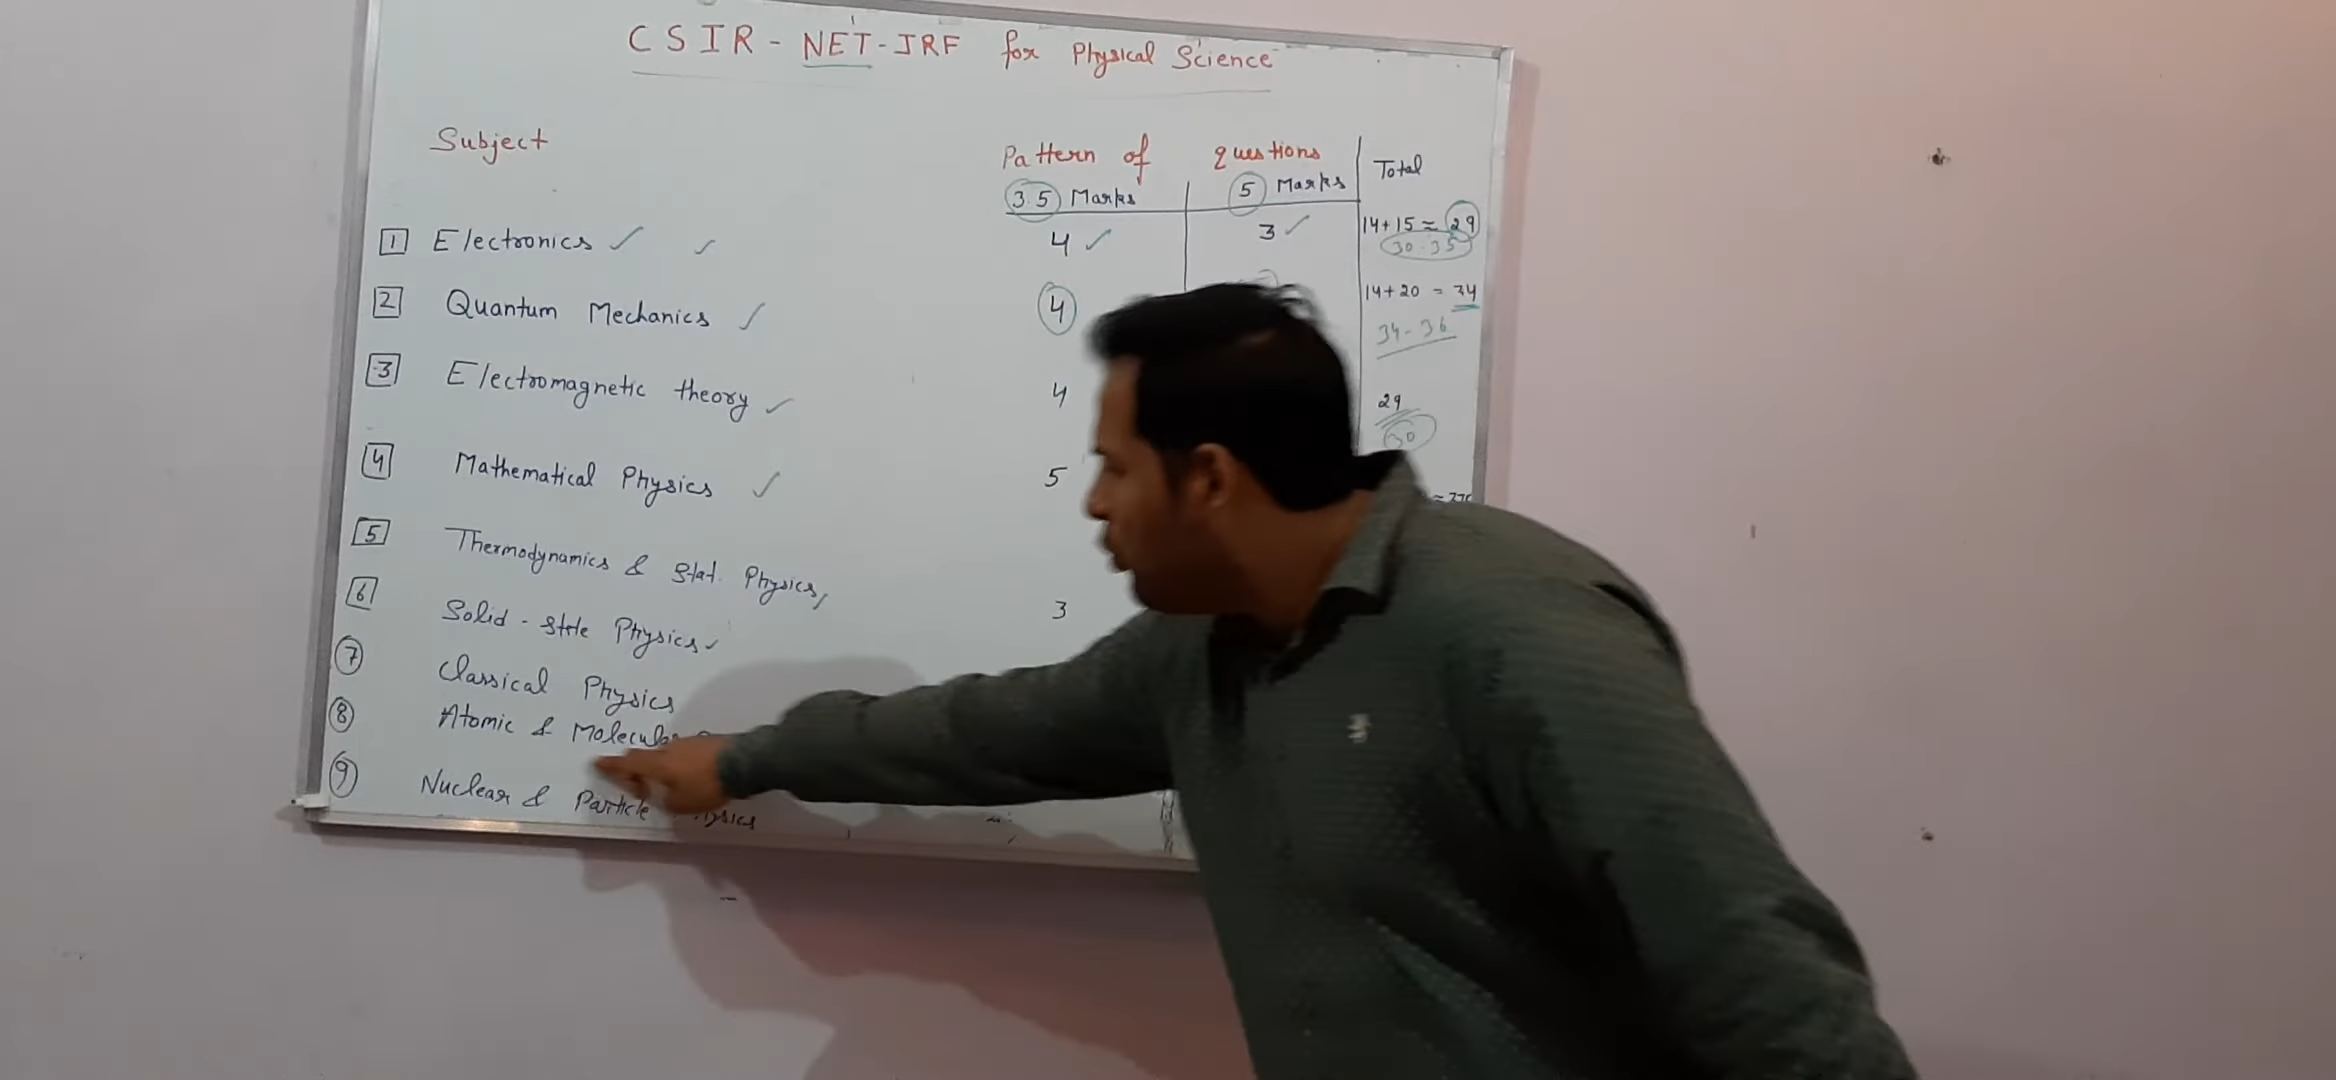 CSIR - NET - JRF for Physical Science
Subject
Pattern of questions
Total
3.5 Marks
5 Marks
1 Electronics ✓ ✓ 4 ✓ 3 ✓ 14+15 ≈ 29
30-35
2 Quantum Mechanics ✓ 4 14+20 = 34
34-36
3 Electromagnetic theory ✓ 4 29
30
4 Mathematical Physics ✓ 5
5 Thermodynamics & Stat. Physics
3
6 Solid-state Physics ✓
7 Classical Physics
8 Atomic & Molecular
9 Nuclear & Particle